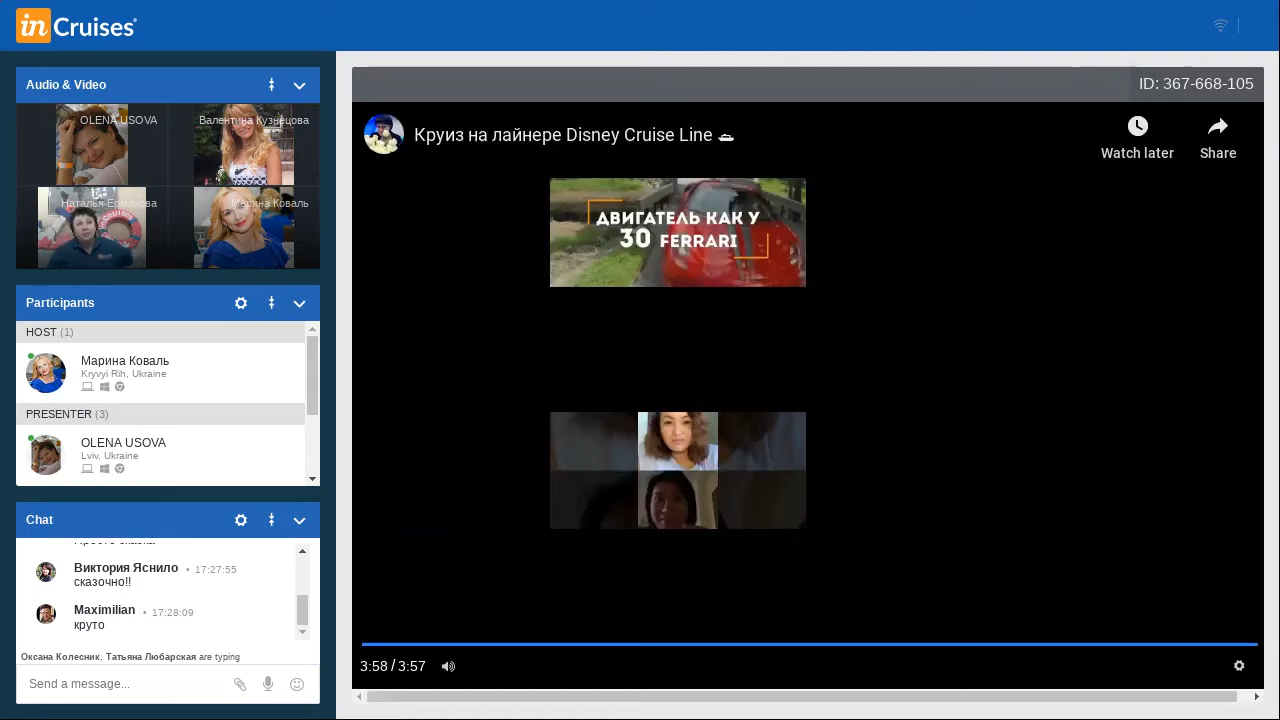 in Cruises
ID: 367-668-105
Audio & Video
OLENA USOVA
Валентина Кузнецова
Наталья Ермакова
Марина Коваль
Participants
HOST (1)
Марина Коваль
Kryvyi Rih, Ukraine
PRESENTER (3)
OLENA USOVA
Lviv, Ukraine
Chat
Виктория Яснило • 17:27:55
сказочно!!
Maximilian • 17:28:09
круто
Оксана Колесник, Татьяна Любарская are typing
Send a message...
Круиз на лайнере Disney Cruise Line
Watch later
Share
ДВИГАТЕЛЬ КАК У
30 FERRARI
3:58 / 3:57